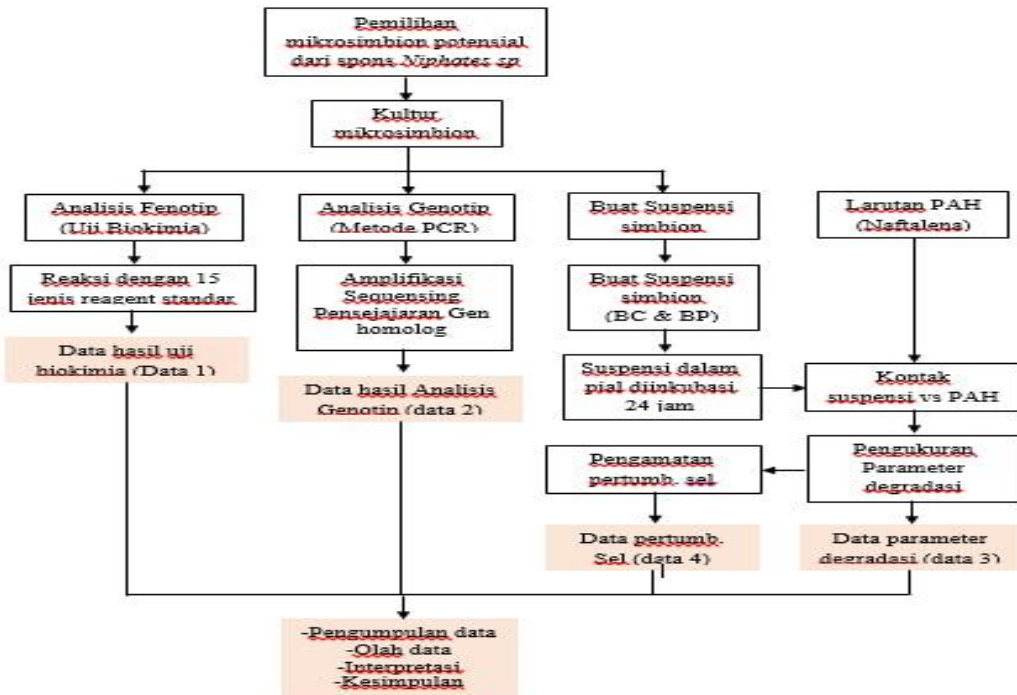 Pemilihan
mikrosimbion potensial
dari spons Niphates sp
Kultur
mikrosimbion
Analisis Fenotip
(Uji Biokimia)
Analisis Genotip
(Metode PCR)
Buat Suspensi
simbion
Larutan PAH
(Naftalena)
Reaksi dengan 15
jenis reagent standar
Amplifikasi
Sequensing
Pensejajaran Gen
homolog
Buat Suspensi
simbion
(BC & BP)
Data hasil uji
biokimia (Data 1)
Data hasil Analisis
Genotip (data 2)
Suspensi dalam
pial diinkubasi
24 jam
Kontak
suspensi vs PAH
Pengamatan
pertumb. sel
Pengukuran
Parameter
degradasi
Data pertumb.
Sel (data 4)
Data parameter
degradasi (data 3)
-Pengumpulan data
-Olah data
-Interpretasi
-Kesimpulan